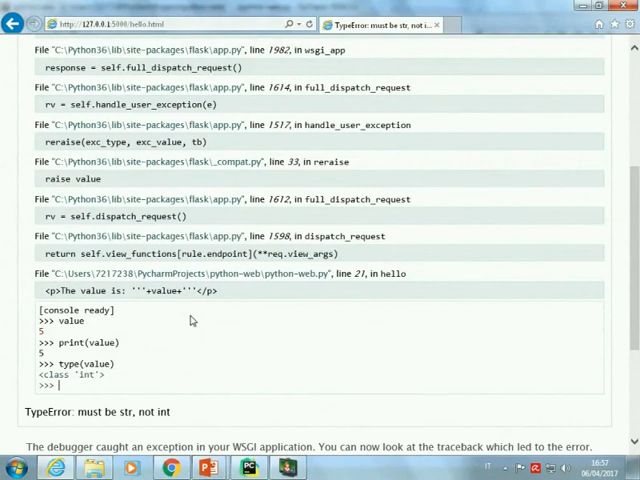 http://127.0.0.1:5000/hello.html
TypeError: must be str, not i...
File "C:\Python36\lib\site-packages\flask\app.py", line 1982, in wsgi_app
response = self.full_dispatch_request()
File "C:\Python36\lib\site-packages\flask\app.py", line 1614, in full_dispatch_request
rv = self.handle_user_exception(e)
File "C:\Python36\lib\site-packages\flask\app.py", line 1517, in handle_user_exception
reraise(exc_type, exc_value, tb)
File "C:\Python36\lib\site-packages\flask\_compat.py", line 33, in reraise
raise value
File "C:\Python36\lib\site-packages\flask\app.py", line 1612, in full_dispatch_request
rv = self.dispatch_request()
File "C:\Python36\lib\site-packages\flask\app.py", line 1598, in dispatch_request
return self.view_functions[rule.endpoint](**req.view_args)
File "C:\Users\7217238\PycharmProjects\python-web\python-web.py", line 21, in hello
<p>The value is: '''+value+'''</p>
[console ready]
>>> value
5
>>> print(value)
5
>>> type(value)
<class 'int'>
>>>
TypeError: must be str, not int
The debugger caught an exception in your WSGI application. You can now look at the traceback which led to the error.
IT
16:57
06/04/2017